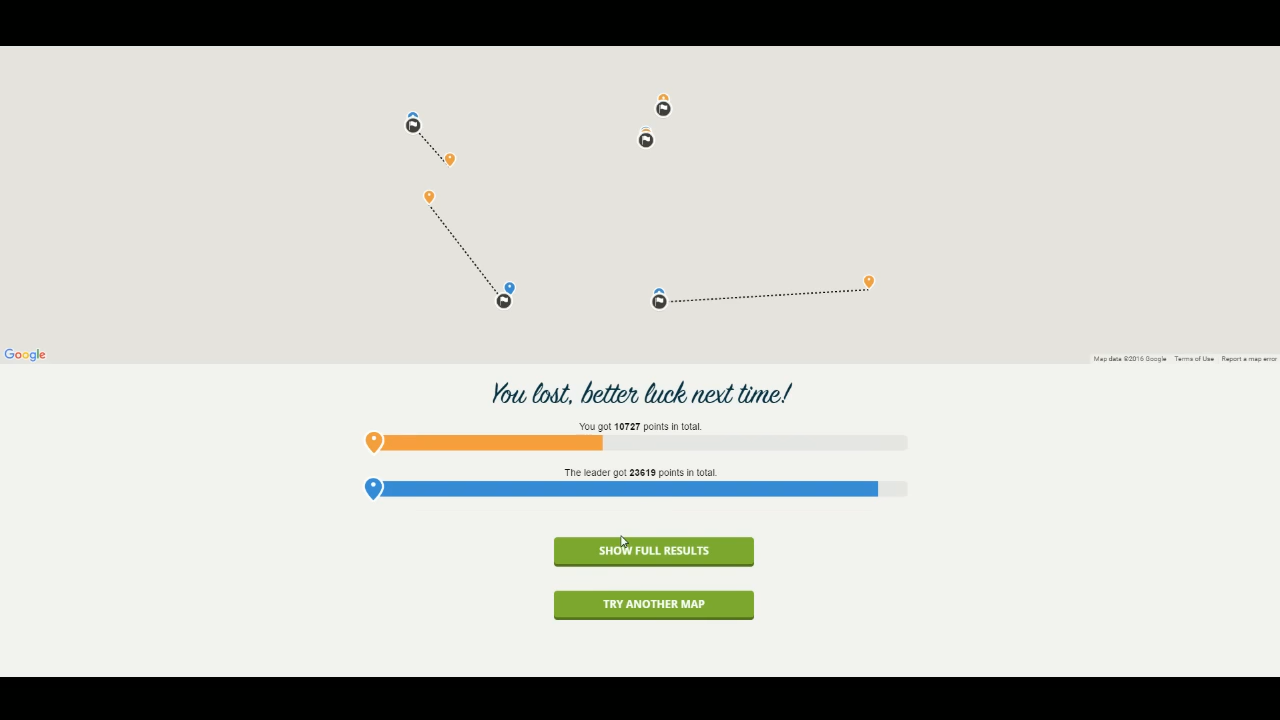 Google
Map data ©2016 Google Terms of Use Report a map error
You lost, better luck next time!
You got 10727 points in total.
The leader got 23619 points in total.
SHOW FULL RESULTS
TRY ANOTHER MAP